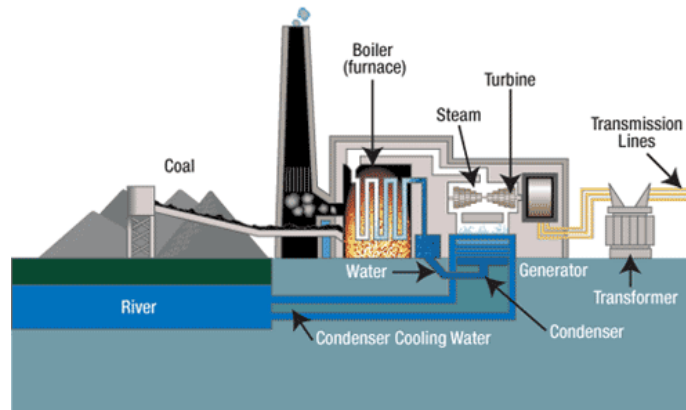 Boiler
(furnace)
Turbine
Steam
Transmission
Lines
Coal
Water
Generator
River
Transformer
Condenser
Condenser Cooling Water